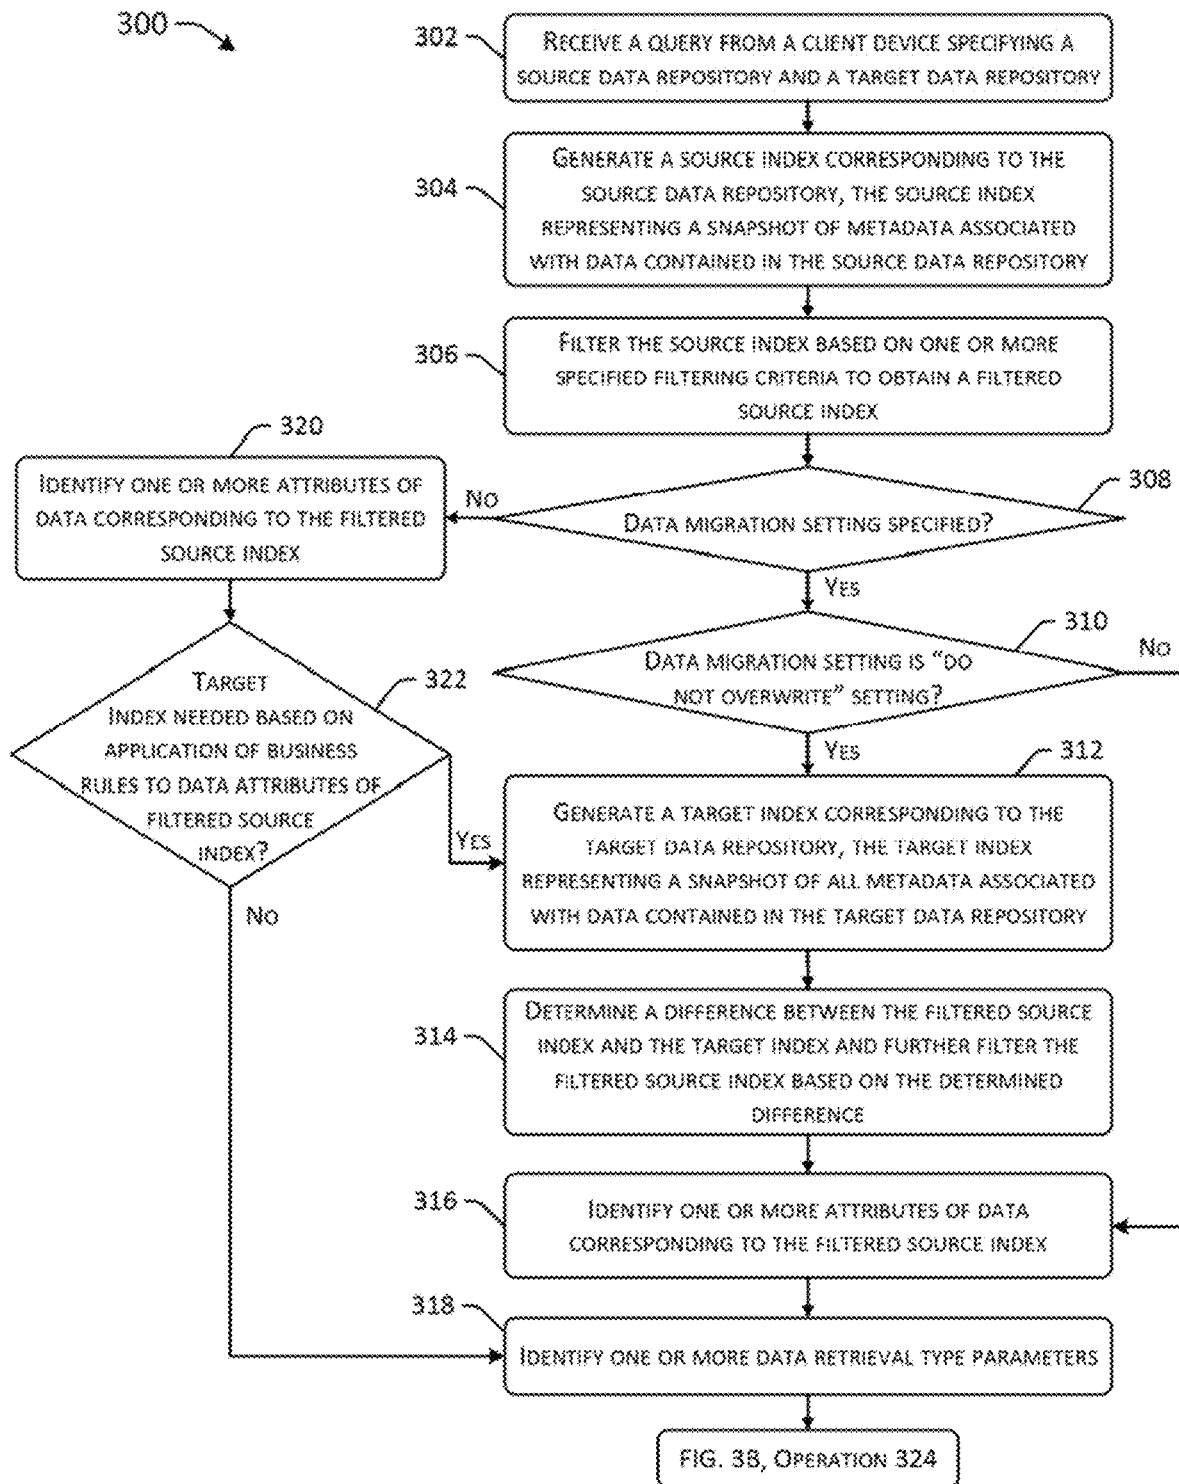 300
302
RECEIVE A QUERY FROM A CLIENT DEVICE SPECIFYING A
SOURCE DATA REPOSITORY AND A TARGET DATA REPOSITORY
304
GENERATE A SOURCE INDEX CORRESPONDING TO THE
SOURCE DATA REPOSITORY, THE SOURCE INDEX
REPRESENTING A SNAPSHOT OF METADATA ASSOCIATED
WITH DATA CONTAINED IN THE SOURCE DATA REPOSITORY
306
FILTER THE SOURCE INDEX BASED ON ONE OR MORE
SPECIFIED FILTERING CRITERIA TO OBTAIN A FILTERED
SOURCE INDEX
308
DATA MIGRATION SETTING SPECIFIED?
NO
YES
320
IDENTIFY ONE OR MORE ATTRIBUTES OF
DATA CORRESPONDING TO THE FILTERED
SOURCE INDEX
310
DATA MIGRATION SETTING IS "DO
NOT OVERWRITE" SETTING?
NO
YES
322
TARGET
INDEX NEEDED BASED ON
APPLICATION OF BUSINESS
RULES TO DATA ATTRIBUTES OF
FILTERED SOURCE
INDEX?
YES
NO
312
GENERATE A TARGET INDEX CORRESPONDING TO THE
TARGET DATA REPOSITORY, THE TARGET INDEX
REPRESENTING A SNAPSHOT OF ALL METADATA ASSOCIATED
WITH DATA CONTAINED IN THE TARGET DATA REPOSITORY
314
DETERMINE A DIFFERENCE BETWEEN THE FILTERED SOURCE
INDEX AND THE TARGET INDEX AND FURTHER FILTER THE
FILTERED SOURCE INDEX BASED ON THE DETERMINED
DIFFERENCE
316
IDENTIFY ONE OR MORE ATTRIBUTES OF DATA
CORRESPONDING TO THE FILTERED SOURCE INDEX
318
IDENTIFY ONE OR MORE DATA RETRIEVAL TYPE PARAMETERS
FIG. 3B, OPERATION 324